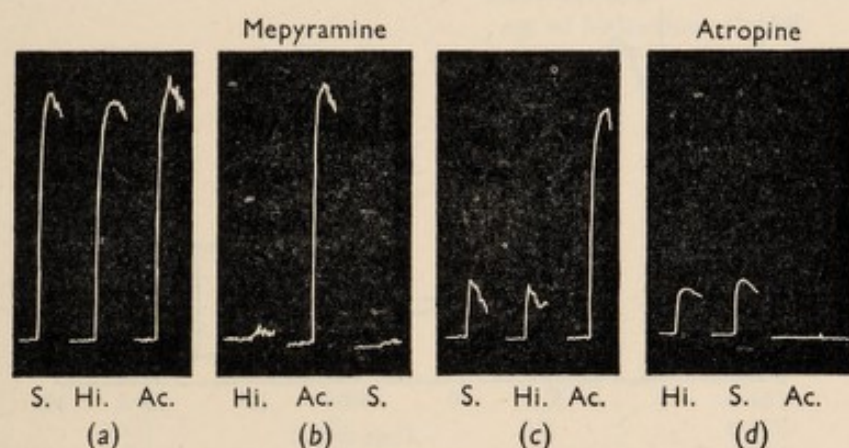 Mepyramine Atropine
S. Hi. Ac. Hi. Ac. S. S. Hi. Ac. Hi. S. Ac.
(a) (b) (c) (d)